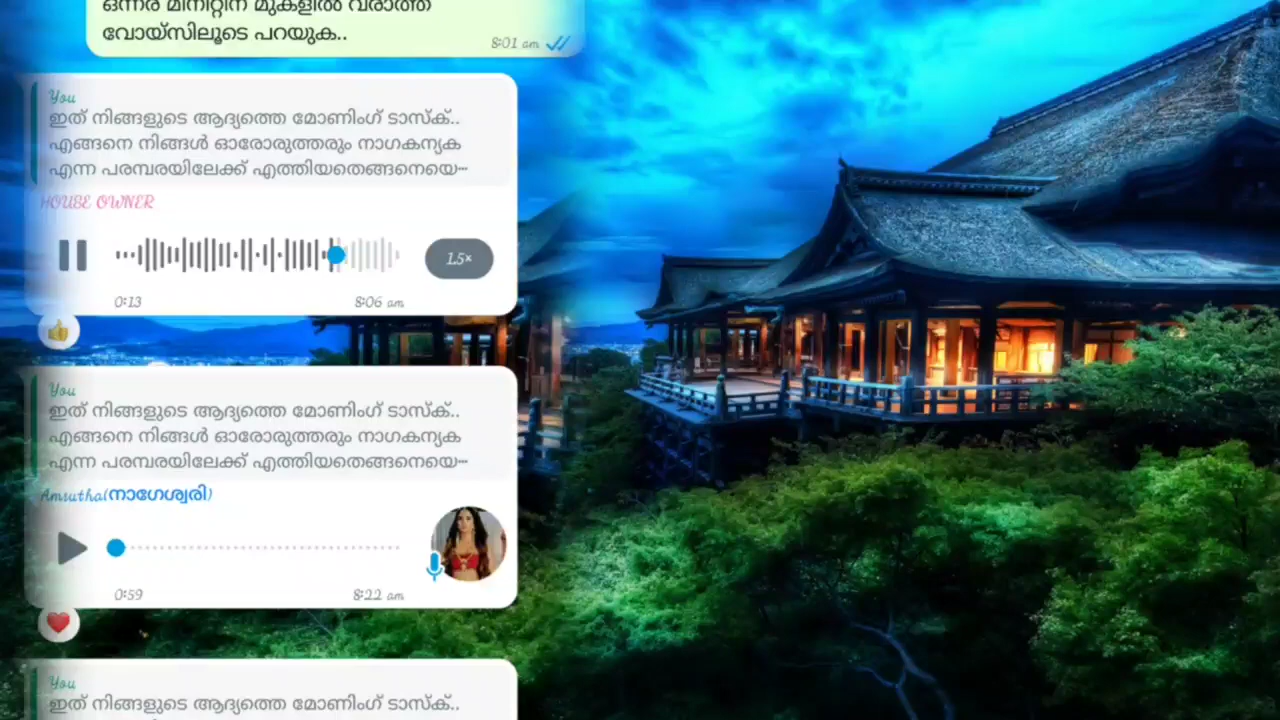 ഒന്നര മിനിറ്റിന് മുകളിൽ വരാത്ത
വോയ്സിലൂടെ പറയുക..
8:01 am
You
ഇത് നിങ്ങളുടെ ആദ്യത്തെ മോണിംഗ് ടാസ്ക്..
എങ്ങനെ നിങ്ങൾ ഓരോരുത്തരും നാഗകന്യക
എന്ന പരമ്പരയിലേക്ക് എത്തിയതെങ്ങനെയെ...
HOUSE OWNER
1.5×
0:13
8:06 am
You
ഇത് നിങ്ങളുടെ ആദ്യത്തെ മോണിംഗ് ടാസ്ക്..
എങ്ങനെ നിങ്ങൾ ഓരോരുത്തരും നാഗകന്യക
എന്ന പരമ്പരയിലേക്ക് എത്തിയതെങ്ങനെയെ...
Amrutha(നാഗേശ്വരി)
0:59
8:22 am
You
ഇത് നിങ്ങളുടെ ആദ്യത്തെ മോണിംഗ് ടാസ്ക്..